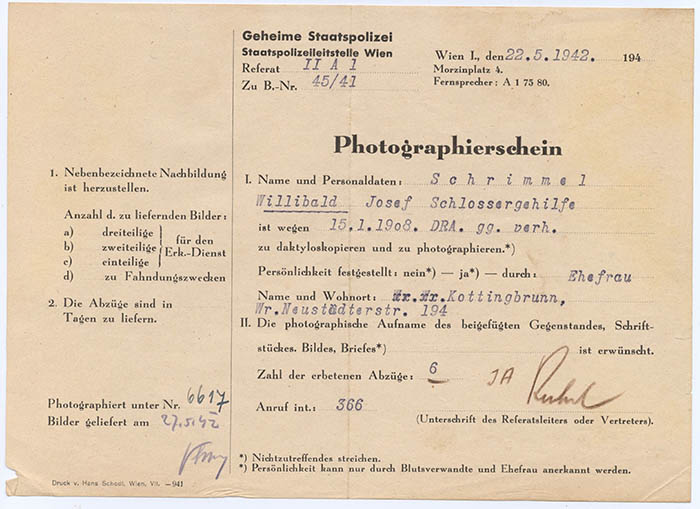 Geheime Staatspolizei
Staatspolizeileitstelle Wien
Referat II A 1
Zu B.-Nr. 45/41
Wien I., den 22.5.1942. 194
Morzinplatz 4.
Fernsprecher: A 1 75 80.
Photographierschein
1. Nebenbezeichnete Nachbildung
ist herzustellen.
Anzahl d. zu liefernden Bilder:
a) dreiteilige
b) zweiteilige
c) einteilige
für den
Erk.-Dienst
d) zu Fahndungszwecken
2. Die Abzüge sind in
Tagen zu liefern.
Photographiert unter Nr. 6617
Bilder geliefert am 27.5.42
I. Name und Personaldaten: Schrimmel
Willibald Josef Schlossergehilfe
ist wegen 15.1.19o8. DRA. gg. verh.
zu daktyloskopieren und zu photographieren.*)
Persönlichkeit festgestellt: nein*) — ja*) — durch: Ehefrau
Name und Wohnort: Kottingbrunn,
Wr.Neustädterstr. 194
II. Die photographische Aufname des beigefügten Gegenstandes, Schrift-
stückes. Bildes, Briefes*) ist erwünscht.
Zahl der erbetenen Abzüge: 6
JA
Anruf int.: 366
(Unterschrift des Referatsleiters oder Vertreters).
*) Nichtzutreffendes streichen.
*) Persönlichkeit kann nur durch Blutsverwandte und Ehefrau anerkannt werden.
Druck v. Hans Schodl, Wien, VII. — 941